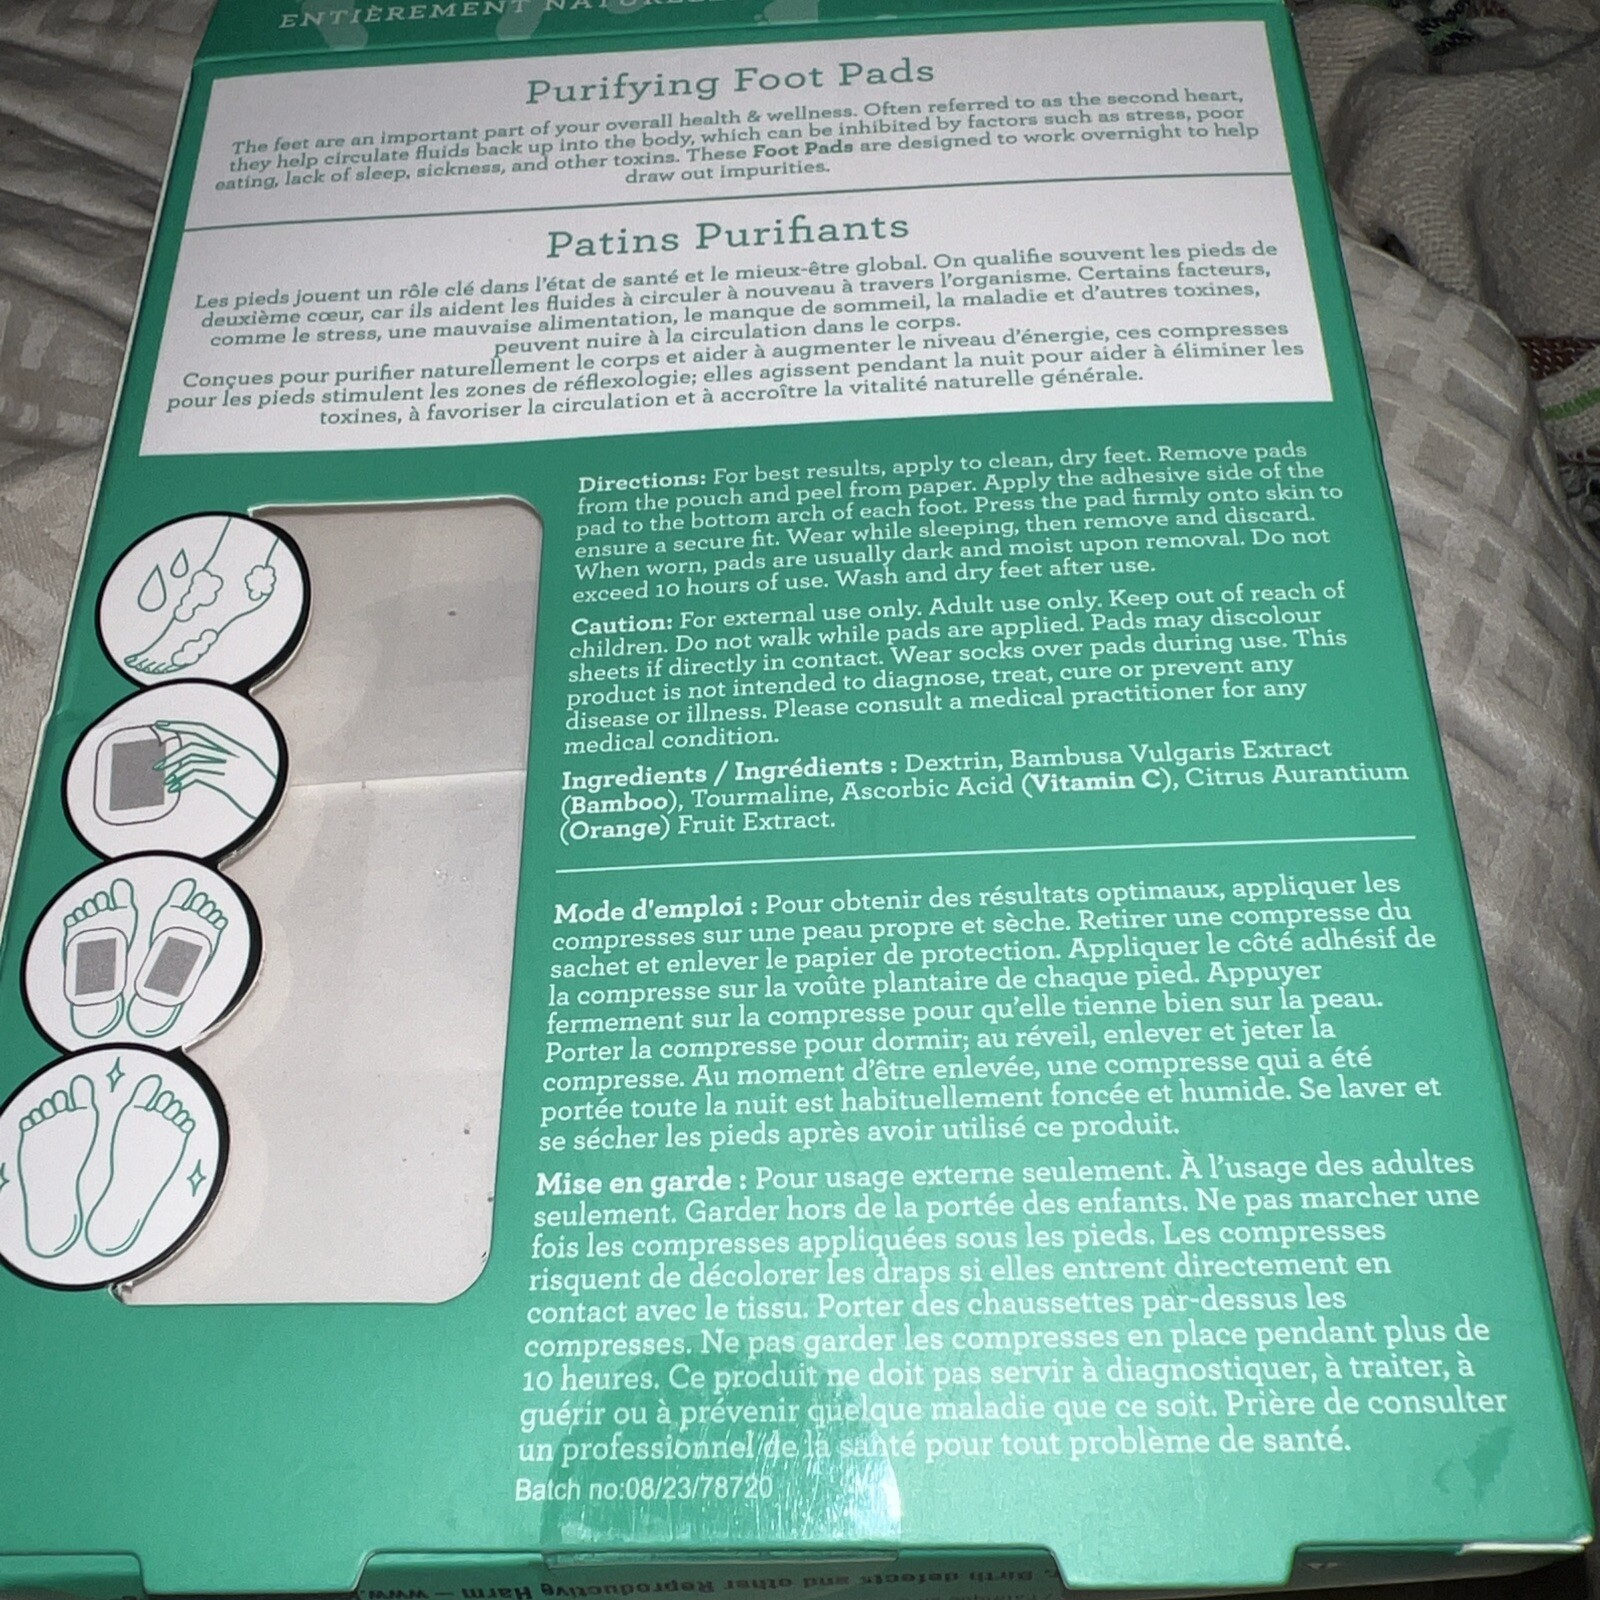 ENTIÈREMENT
Purifying Foot Pads
The feet are an important part of your overall health & wellness. Often referred to as the second heart,
they help circulate fluids back up into the body, which can be inhibited by factors such as stress, poor
eating, lack of sleep, sickness, and other toxins. These Foot Pads are designed to work overnight to help
draw out impurities.
Patins Purifiants
Les pieds jouent un rôle clé dans l'état de santé et le mieux-être global. On qualifie souvent les pieds de
deuxième cœur, car ils aident les fluides à circuler à nouveau à travers l'organisme. Certains facteurs,
comme le stress, une mauvaise alimentation, le manque de sommeil, la maladie et d'autres toxines,
peuvent nuire à la circulation dans le corps.
Conçues pour purifier naturellement le corps et aider à augmenter le niveau d'énergie, ces compresses
pour les pieds stimulent les zones de réflexologie; elles agissent pendant la nuit pour aider à éliminer les
toxines, à favoriser la circulation et à accroître la vitalité naturelle générale.
Directions: For best results, apply to clean, dry feet. Remove pads
from the pouch and peel from paper. Apply the adhesive side of the
pad to the bottom arch of each foot. Press the pad firmly onto skin to
ensure a secure fit. Wear while sleeping, then remove and discard.
When worn, pads are usually dark and moist upon removal. Do not
exceed 10 hours of use. Wash and dry feet after use.
Caution: For external use only. Adult use only. Keep out of reach of
children. Do not walk while pads are applied. Pads may discolour
sheets if directly in contact. Wear socks over pads during use. This
product is not intended to diagnose, treat, cure or prevent any
disease or illness. Please consult a medical practitioner for any
medical condition.
Ingredients / Ingrédients : Dextrin, Bambusa Vulgaris Extract
(Bamboo), Tourmaline, Ascorbic Acid (Vitamin C), Citrus Aurantium
(Orange) Fruit Extract.
Mode d'emploi : Pour obtenir des résultats optimaux, appliquer les
compresses sur une peau propre et sèche. Retirer une compresse du
sachet et enlever le papier de protection. Appliquer le côté adhésif de
la compresse sur la voûte plantaire de chaque pied. Appuyer
fermement sur la compresse pour qu'elle tienne bien sur la peau.
Porter la compresse pour dormir; au réveil, enlever et jeter la
compresse. Au moment d'être enlevée, une compresse qui a été
portée toute la nuit est habituellement foncée et humide. Se laver et
se sécher les pieds après avoir utilisé ce produit.
Mise en garde : Pour usage externe seulement. À l'usage des adultes
seulement. Garder hors de la portée des enfants. Ne pas marcher une
fois les compresses appliquées sous les pieds. Les compresses
risquent de décolorer les draps si elles entrent directement en
contact avec le tissu. Porter des chaussettes par-dessus les
compresses. Ne pas garder les compresses en place pendant plus de
10 heures. Ce produit ne doit pas servir à diagnostiquer, à traiter, à
guérir ou à prévenir quelque maladie que ce soit. Prière de consulter
un professionnel de la santé pour tout problème de santé.
Batch no:08/23/78720
Birth defects and other Reproductive Harm — www.